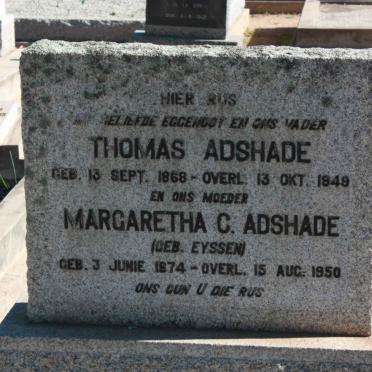 HIER RUS
GELIEFDE EGGENOOT EN ONS VADER
THOMAS ADSHADE
GEB. 13 SEPT. 1868 - OVERL. 13 OKT. 1949
EN ONS MOEDER
MARGARETHA C. ADSHADE
(GEB. EYSSEN)
GEB. 3 JUNIE 1874 - OVERL. 15 AUG. 1950
ONS GUN U DIE RUS